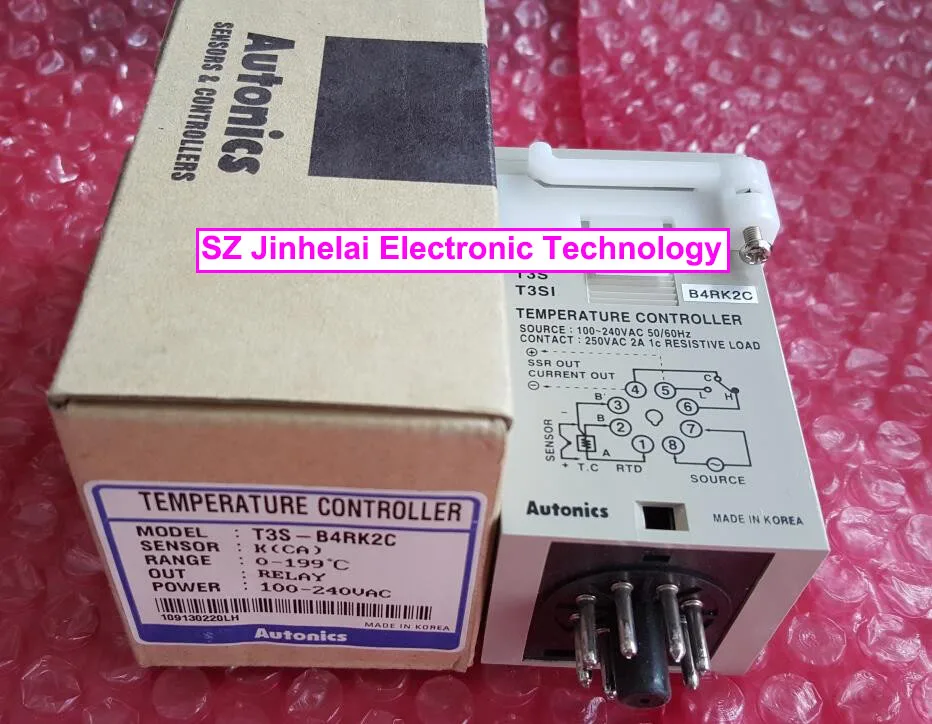 Autonics
SENSORS & CONTROLLERS
SZ Jinhelai Electronic Technology
T3S
T3SI
B4RK2C
TEMPERATURE CONTROLLER
SOURCE : 100~240VAC 50/60Hz
CONTACT : 250VAC 2A 1c RESISTIVE LOAD
SSR OUT
CURRENT OUT
C
L
H
4
5
B'
3
6
B
2
7
SENSOR
A
1
8
+ T.C RTD
SOURCE
Autonics
MADE IN KOREA
TEMPERATURE CONTROLLER
MODEL : T3S-B4RK2C
SENSOR : K(CA)
RANGE : 0-199°C
OUT : RELAY
POWER : 100-240VAC
109130220LH
MADE IN KOREA
Autonics